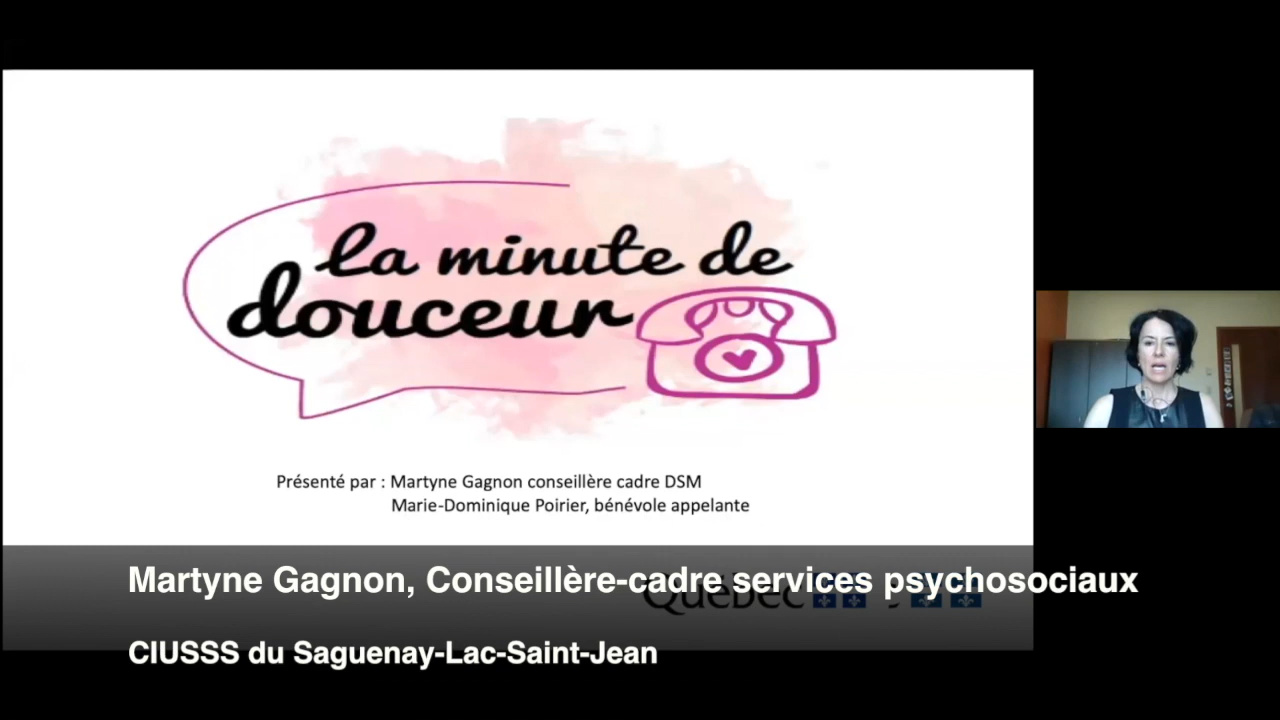 la minute de
douceur
Présenté par : Martyne Gagnon conseillère cadre DSM
Marie-Dominique Poirier, bénévole appelante
Martyne Gagnon, Conseillère-cadre services psychosociaux
Québec
CIUSSS du Saguenay-Lac-Saint-Jean